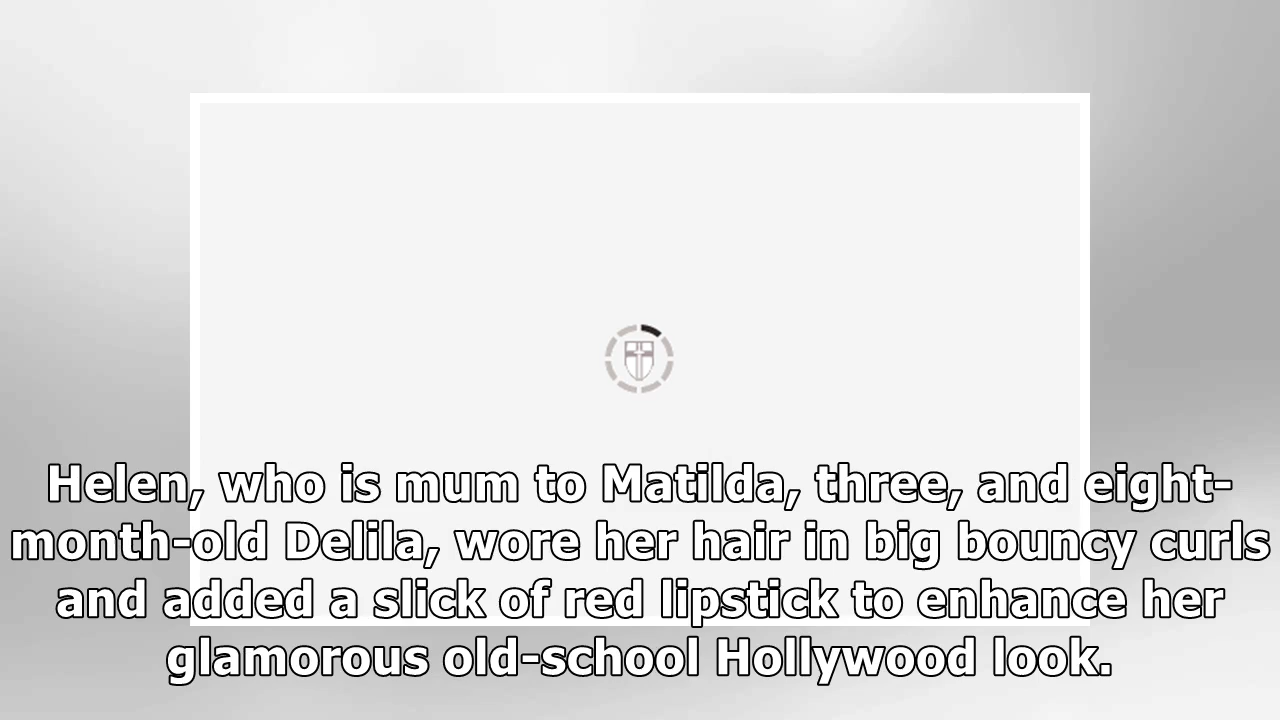 Helen, who is mum to Matilda, three, and eight-
month-old Delila, wore her hair in big bouncy curls
and added a slick of red lipstick to enhance her
glamorous old-school Hollywood look.